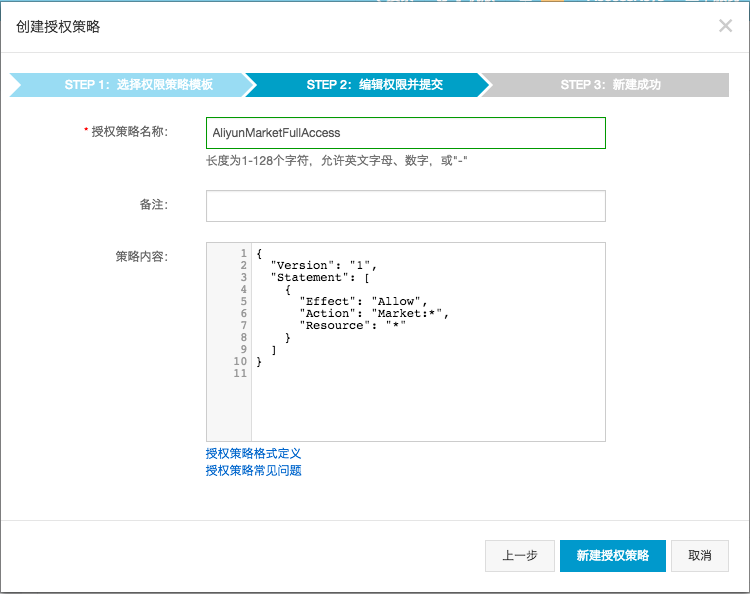 创建授权策略
STEP 1：选择权限策略模板
STEP 2：编辑权限并提交
STEP 3：新建成功
* 授权策略名称：
AliyunMarketFullAccess
长度为1-128个字符，允许英文字母、数字，或"-"
备注：
策略内容：
1 {
2 "Version": "1",
3 "Statement": [
4 {
5 "Effect": "Allow",
6 "Action": "Market:*",
7 "Resource": "*"
8 }
9 ]
10 }
11
授权策略格式定义
授权策略常见问题
上一步
新建授权策略
取消